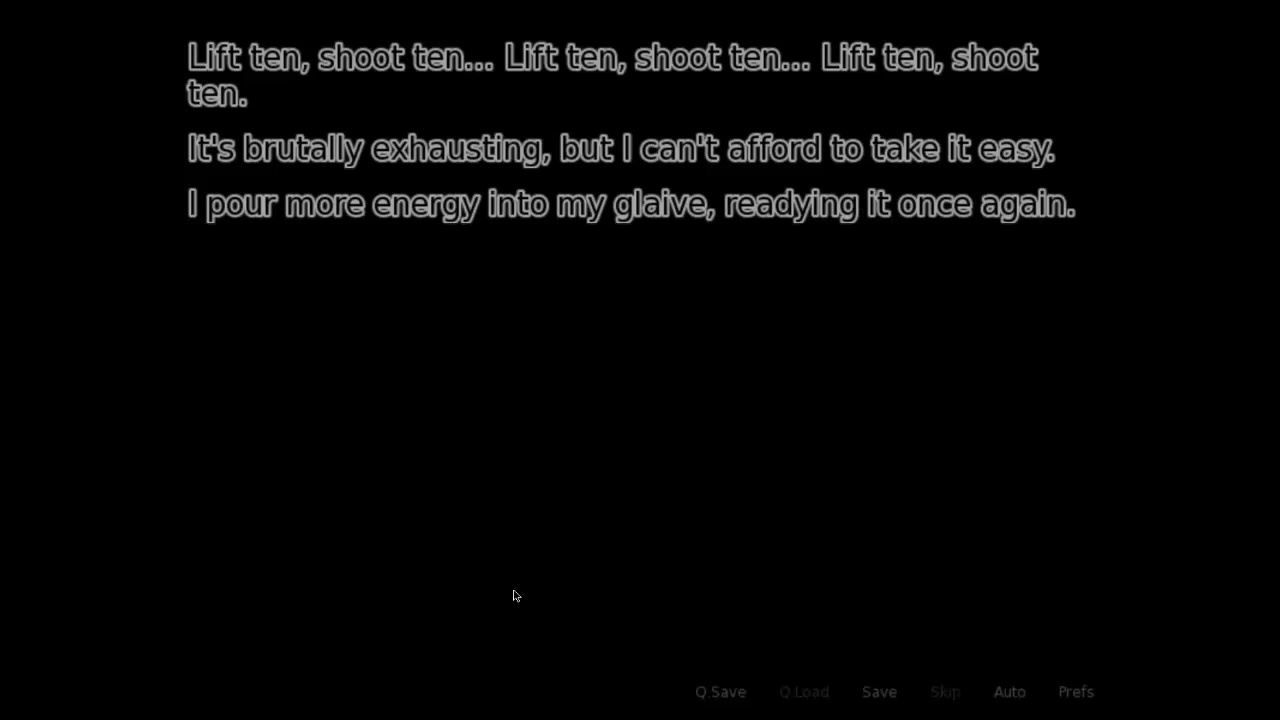 Lift ten, shoot ten... Lift ten, shoot ten... Lift ten, shoot
ten.
It's brutally exhausting, but I can't afford to take it easy.
I pour more energy into my glaive, readying it once again.
Q.Save Q.Load Save Skip Auto Prefs